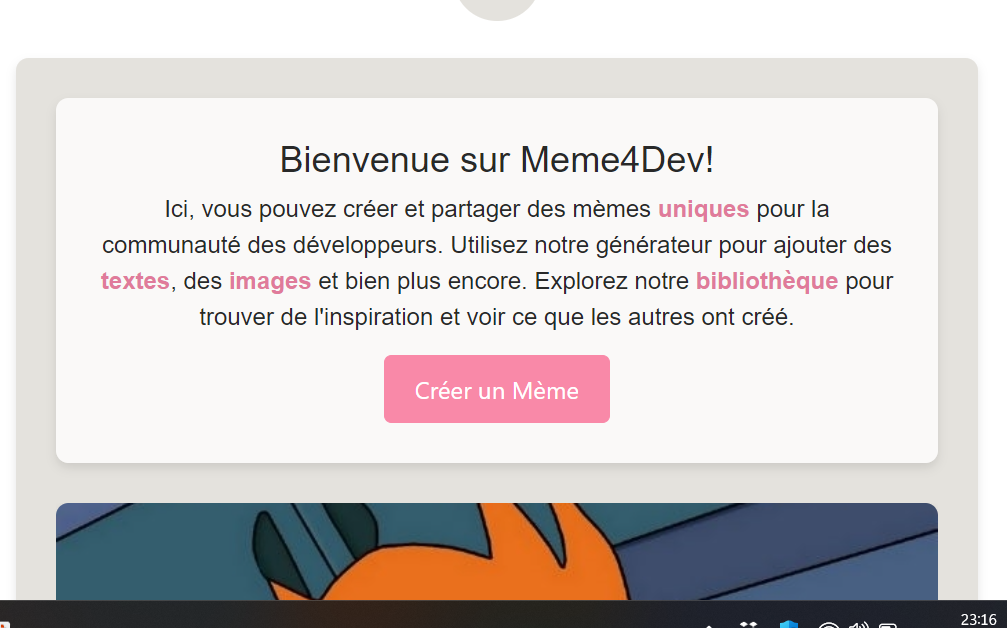 Bienvenue sur Meme4Dev!
Ici, vous pouvez créer et partager des mèmes uniques pour la
communauté des développeurs. Utilisez notre générateur pour ajouter des
textes, des images et bien plus encore. Explorez notre bibliothèque pour
trouver de l'inspiration et voir ce que les autres ont créé.
Créer un Mème
23:16